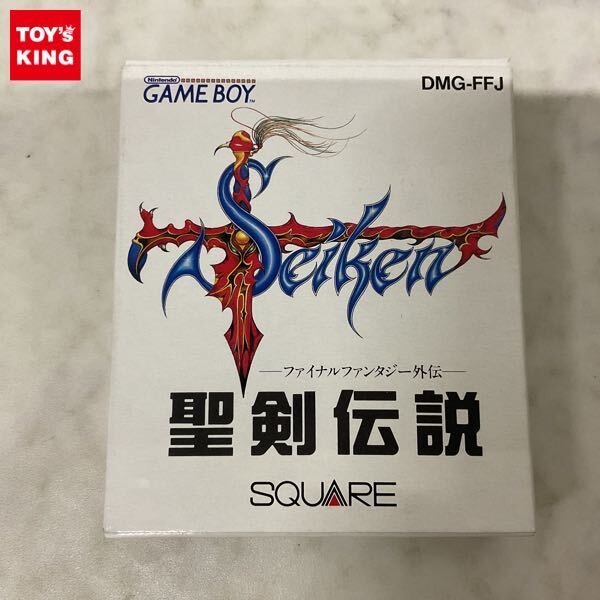 TOY's
KING
Nintendo
GAME BOY™
DMG-FFJ
Seiken
—ファイナルファンタジー外伝—
聖剣伝説
SQUARE